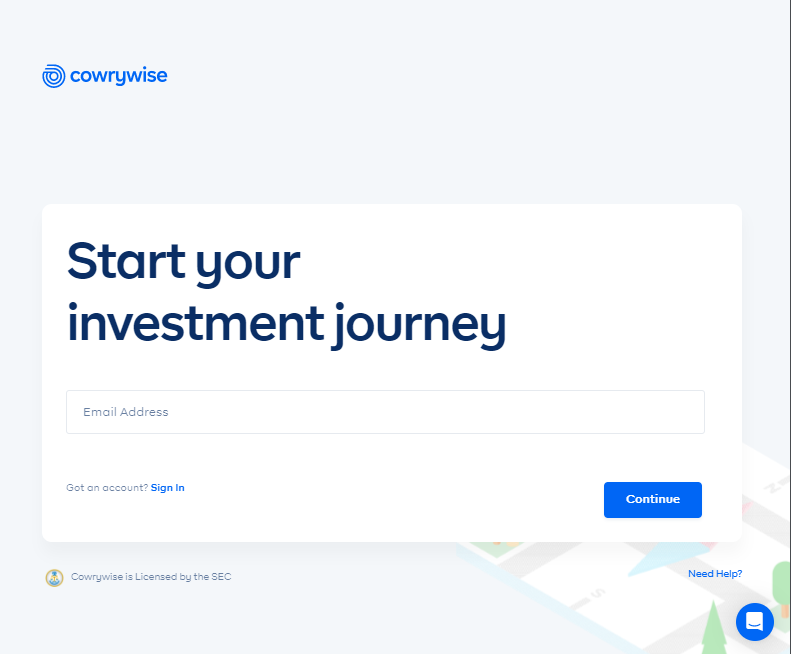 cowrywise
Start your
investment journey
Email Address
Got an account? Sign In
Continue
Cowrywise is Licensed by the SEC
Need Help?